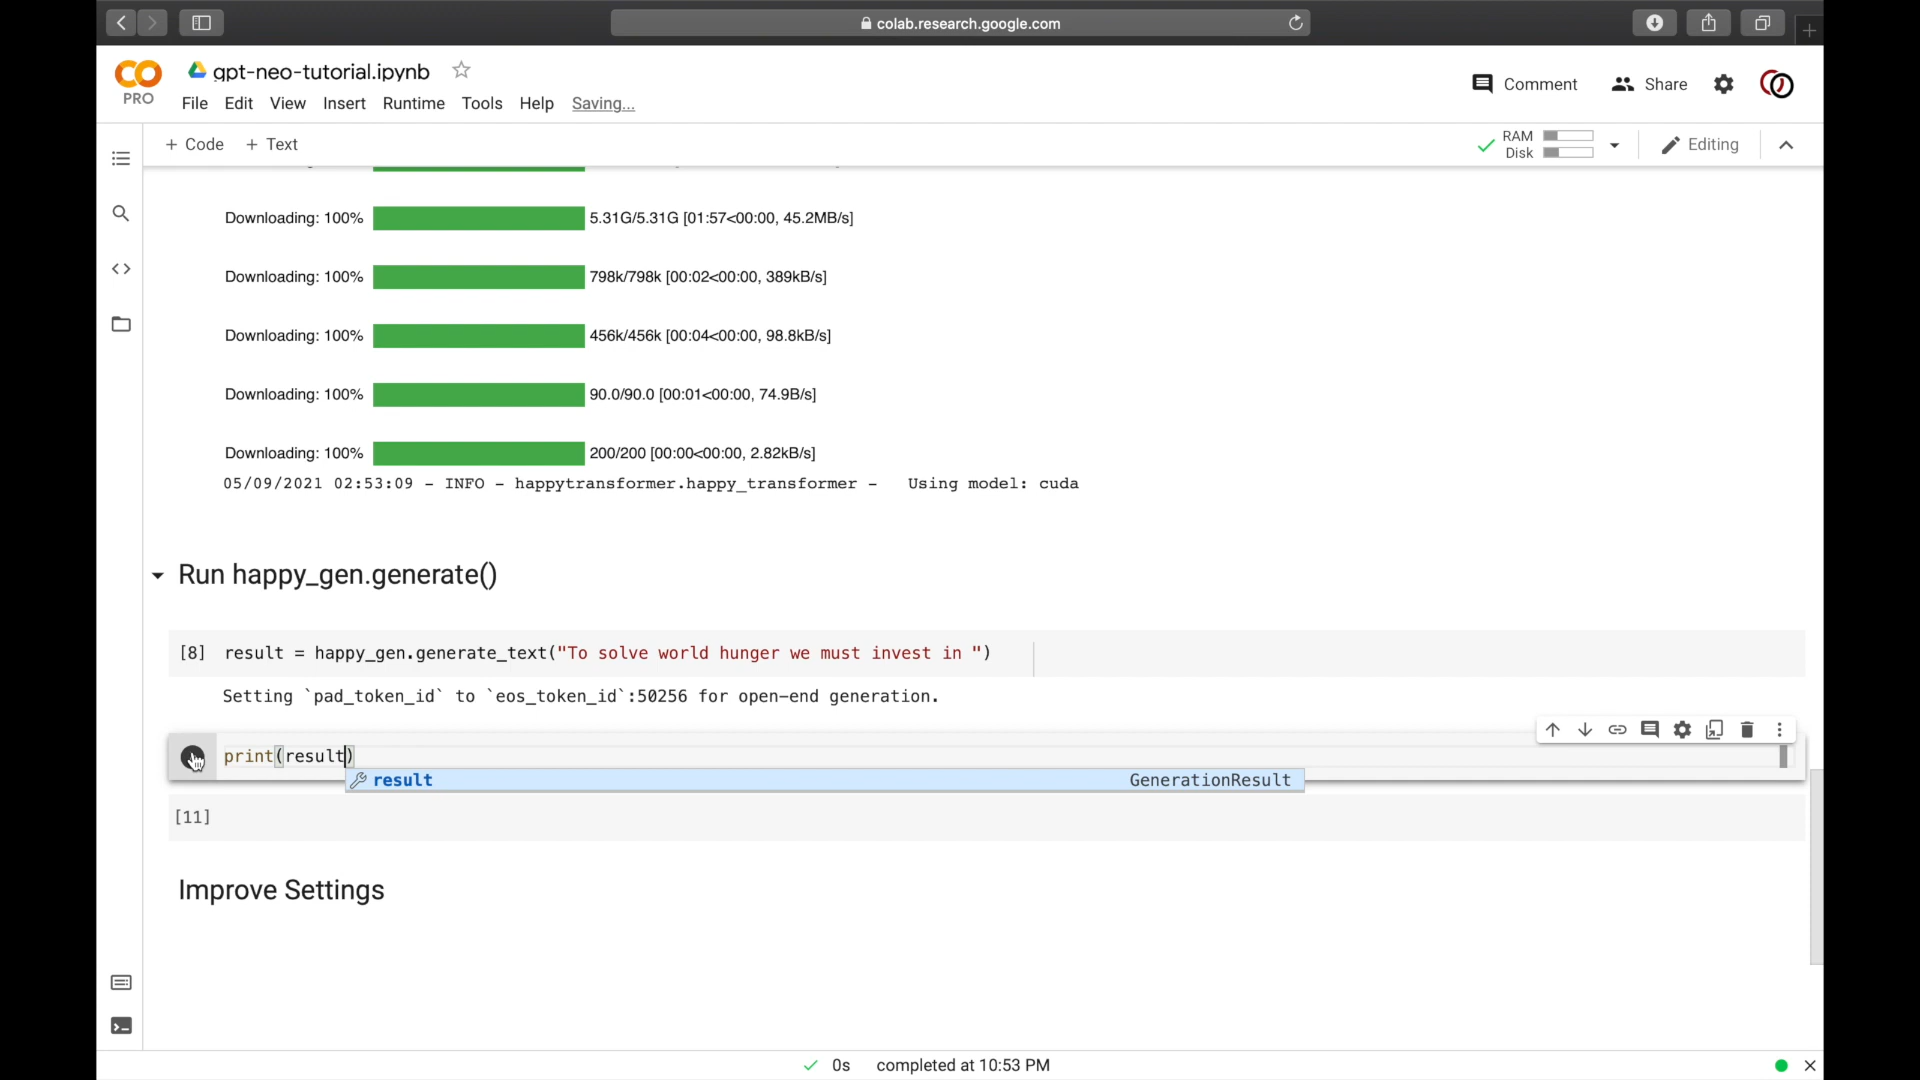 colab.research.google.com
PRO
gpt-neo-tutorial.ipynb
File Edit View Insert Runtime Tools Help Saving...
Comment
Share
+ Code + Text
RAM
Disk
Editing
Downloading: 100% 5.31G/5.31G [01:57<00:00, 45.2MB/s]
Downloading: 100% 798k/798k [00:02<00:00, 389kB/s]
Downloading: 100% 456k/456k [00:04<00:00, 98.8kB/s]
Downloading: 100% 90.0/90.0 [00:01<00:00, 74.9B/s]
Downloading: 100% 200/200 [00:00<00:00, 2.82kB/s]
05/09/2021 02:53:09 - INFO - happytransformer.happy_transformer - Using model: cuda
Run happy_gen.generate()
[8] result = happy_gen.generate_text("To solve world hunger we must invest in ")
Setting `pad_token_id` to `eos_token_id`:50256 for open-end generation.
print(result)
result GenerationResult
[11]
Improve Settings
0s completed at 10:53 PM